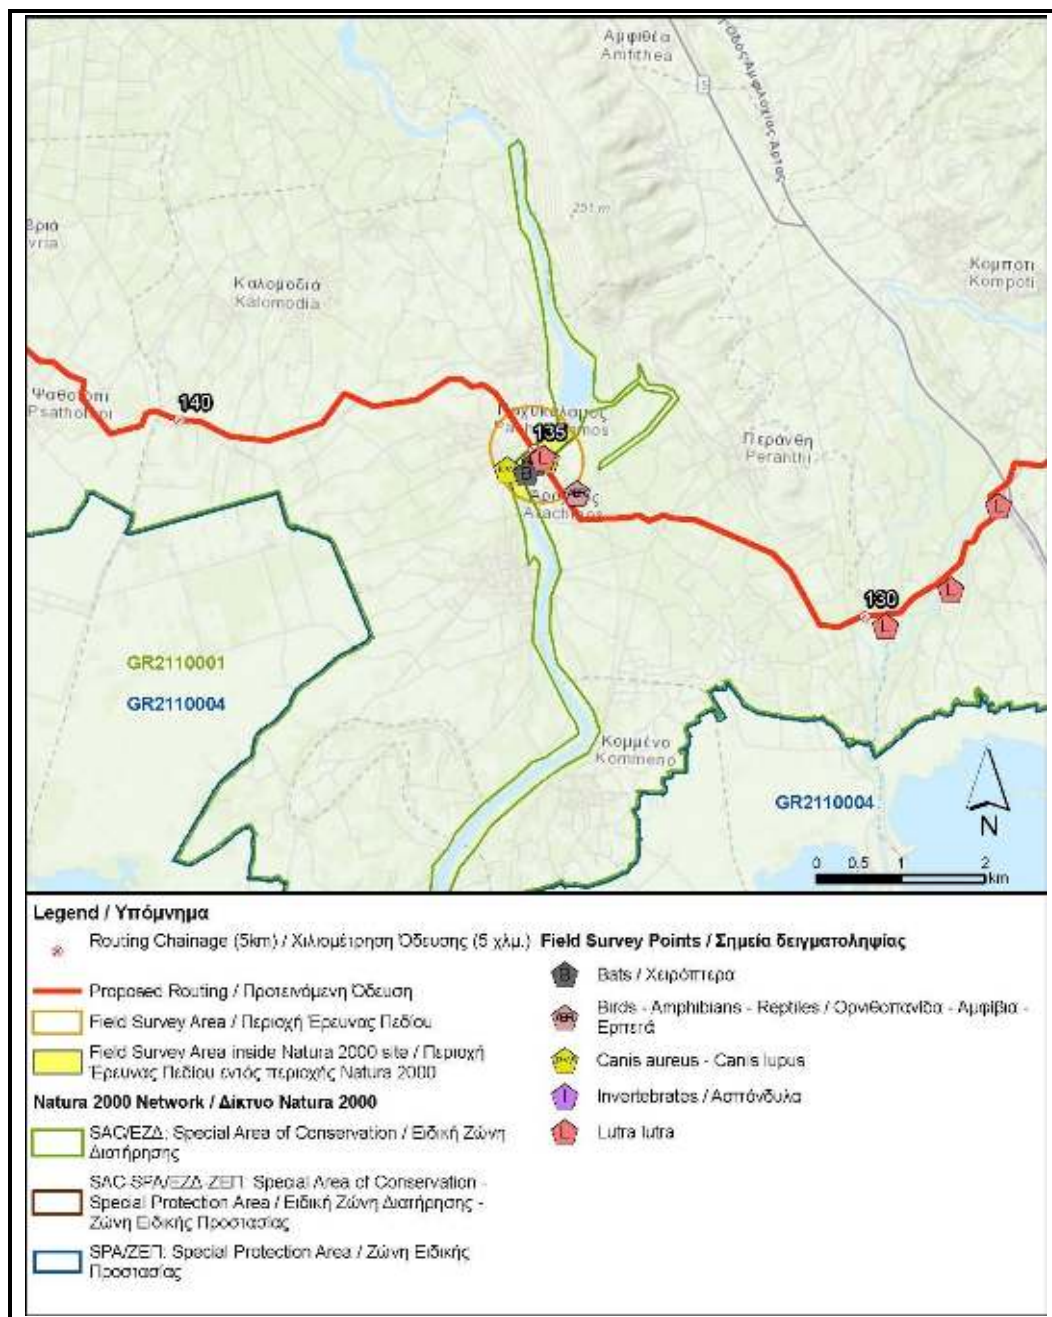 Αμφιθέα
Amfithea
5
251 m
Βριά
vria
Καλομοδιά
Kalomodia
Κομποτι
Kompoti
Ψαθοτόπι
Psathotopi
140
135
Περάνθη
Peranthi
130
GR2110001
GR2110004
Κομμένο
Kommeno
GR2110004
N
0 0.5 1 2
km
Legend / Υπόμνημα
Routing Chainage (5km) / Χιλιομέτρηση Όδευσης (5 χλμ.)
Proposed Routing / Προτεινόμενη Όδευση
Field Survey Area / Περιοχή Έρευνας Πεδίου
Field Survey Area inside Natura 2000 site / Περιοχή
Έρευνας Πεδίου εντός περιοχής Natura 2000
Natura 2000 Network / Δίκτυο Natura 2000
SAC/ΕΖΔ: Special Area of Conservation / Ειδική Ζώνη
Διατήρησης
SAC-SPA/ΕΖΔ-ΖΕΠ: Special Area of Conservation -
Special Protection Area / Ειδική Ζώνη Διατήρησης -
Ζώνη Ειδικής Προστασίας
SPA/ΖΕΠ: Special Protection Area / Ζώνη Ειδικής
Προστασίας
Field Survey Points / Σημεία δειγματοληψίας
B Bats / Χειρόπτερα
Birds - Amphibians - Reptiles / Ορνιθοπανίδα - Αμφίβια -
Ερπετά
Canis aureus - Canis lupus
I Invertebrates / Ασπόνδυλα
L Lutra lutra